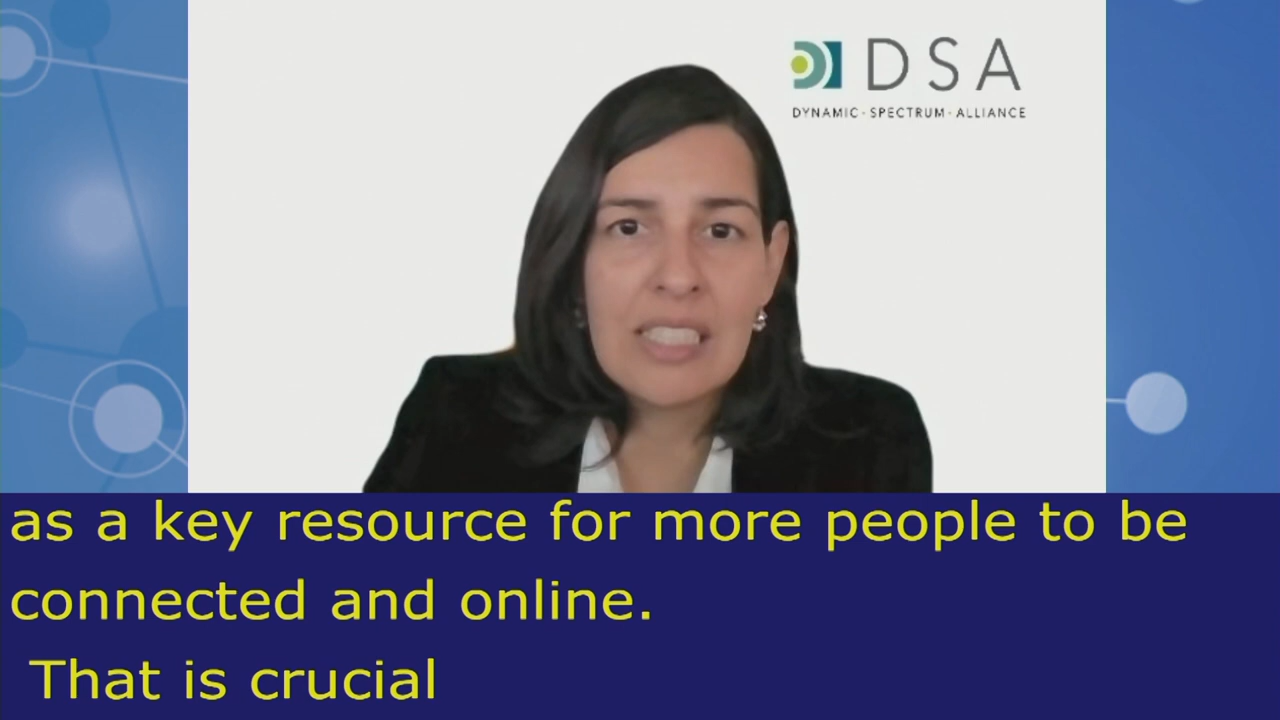 DSA
DYNAMIC · SPECTRUM · ALLIANCE
as a key resource for more people to be
connected and online.
That is crucial